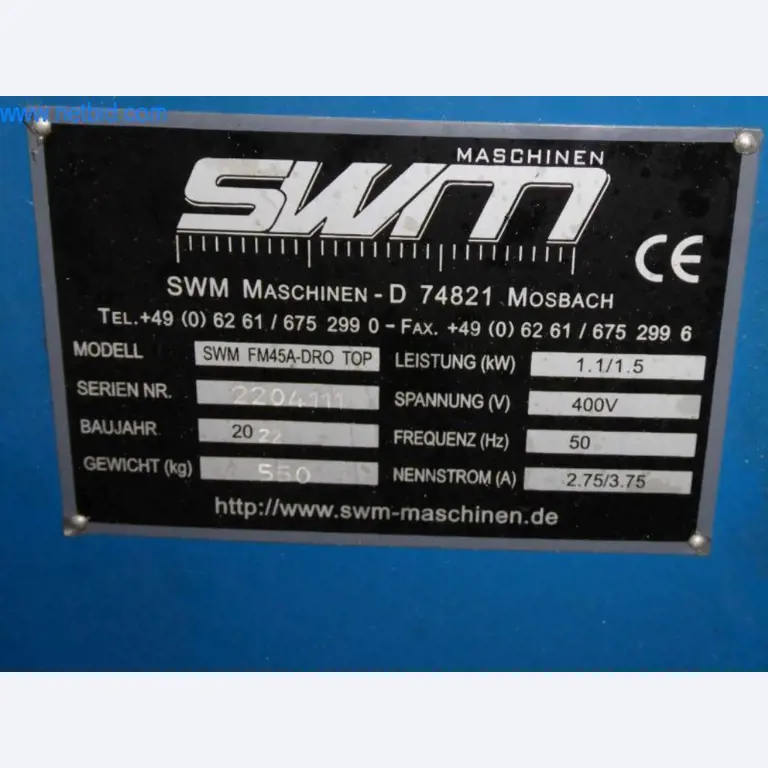 www.netbid.com
MASCHINEN
SWM
CE
SWM MASCHINEN - D 74821 MOSBACH
TEL.+49 (0) 62 61 / 675 299 0 - FAX. +49 (0) 62 61 / 675 299 6
MODELL SWM FM45A-DRO TOP LEISTUNG (kW) 1.1/1.5
SERIEN NR. 2204111 SPANNUNG (V) 400V
BAUJAHR 2022 FREQUENZ (Hz) 50
GEWICHT (kg) 550 NENNSTROM (A) 2.75/3.75
http://www.swm-maschinen.de